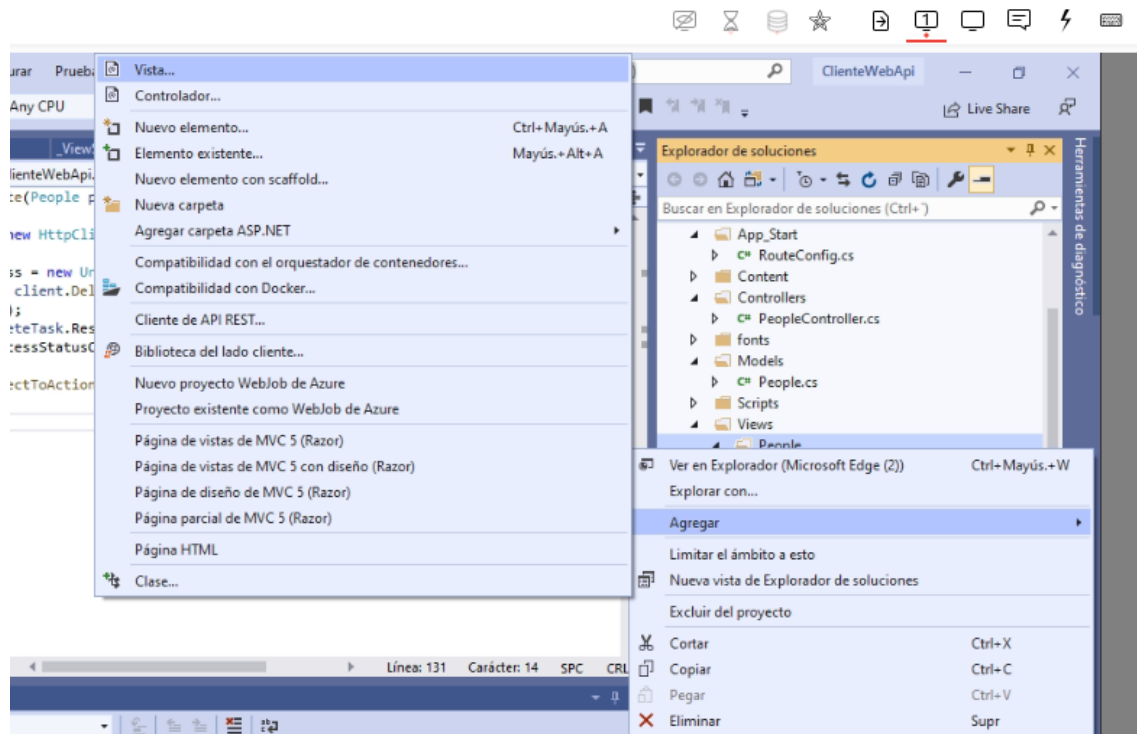 1
urar Prueba
Vista...
ClienteWebApi
Controlador...
Any CPU
Live Share
Nuevo elemento... Ctrl+Mayús.+A
_View
Elemento existente... Mayús.+Alt+A
Explorador de soluciones
lienteWebApi.
Nuevo elemento con scaffold...
te(People p
Nueva carpeta
Buscar en Explorador de soluciones (Ctrl+¨)
new HttpCli
Agregar carpeta ASP.NET
App_Start
C# RouteConfig.cs
Compatibilidad con el orquestador de contenedores...
ss = new Ur
Content
client.Del
Compatibilidad con Docker...
Controllers
);
Cliente de API REST...
C# PeopleController.cs
eteTask.Res
fonts
cessStatusC
Biblioteca del lado cliente...
Models
ectToAction
Nuevo proyecto WebJob de Azure
C# People.cs
Proyecto existente como WebJob de Azure
Scripts
Views
Página de vistas de MVC 5 (Razor)
People
Página de vistas de MVC 5 con diseño (Razor)
Página de diseño de MVC 5 (Razor)
Página parcial de MVC 5 (Razor)
Página HTML
Clase...
Herramientas de diagnóstico
Ver en Explorador (Microsoft Edge (2)) Ctrl+Mayús.+W
Explorar con...
Agregar
Limitar el ámbito a esto
Nueva vista de Explorador de soluciones
Excluir del proyecto
Cortar Ctrl+X
Copiar Ctrl+C
Pegar Ctrl+V
Eliminar Supr
Línea: 131 Carácter: 14 SPC CRL